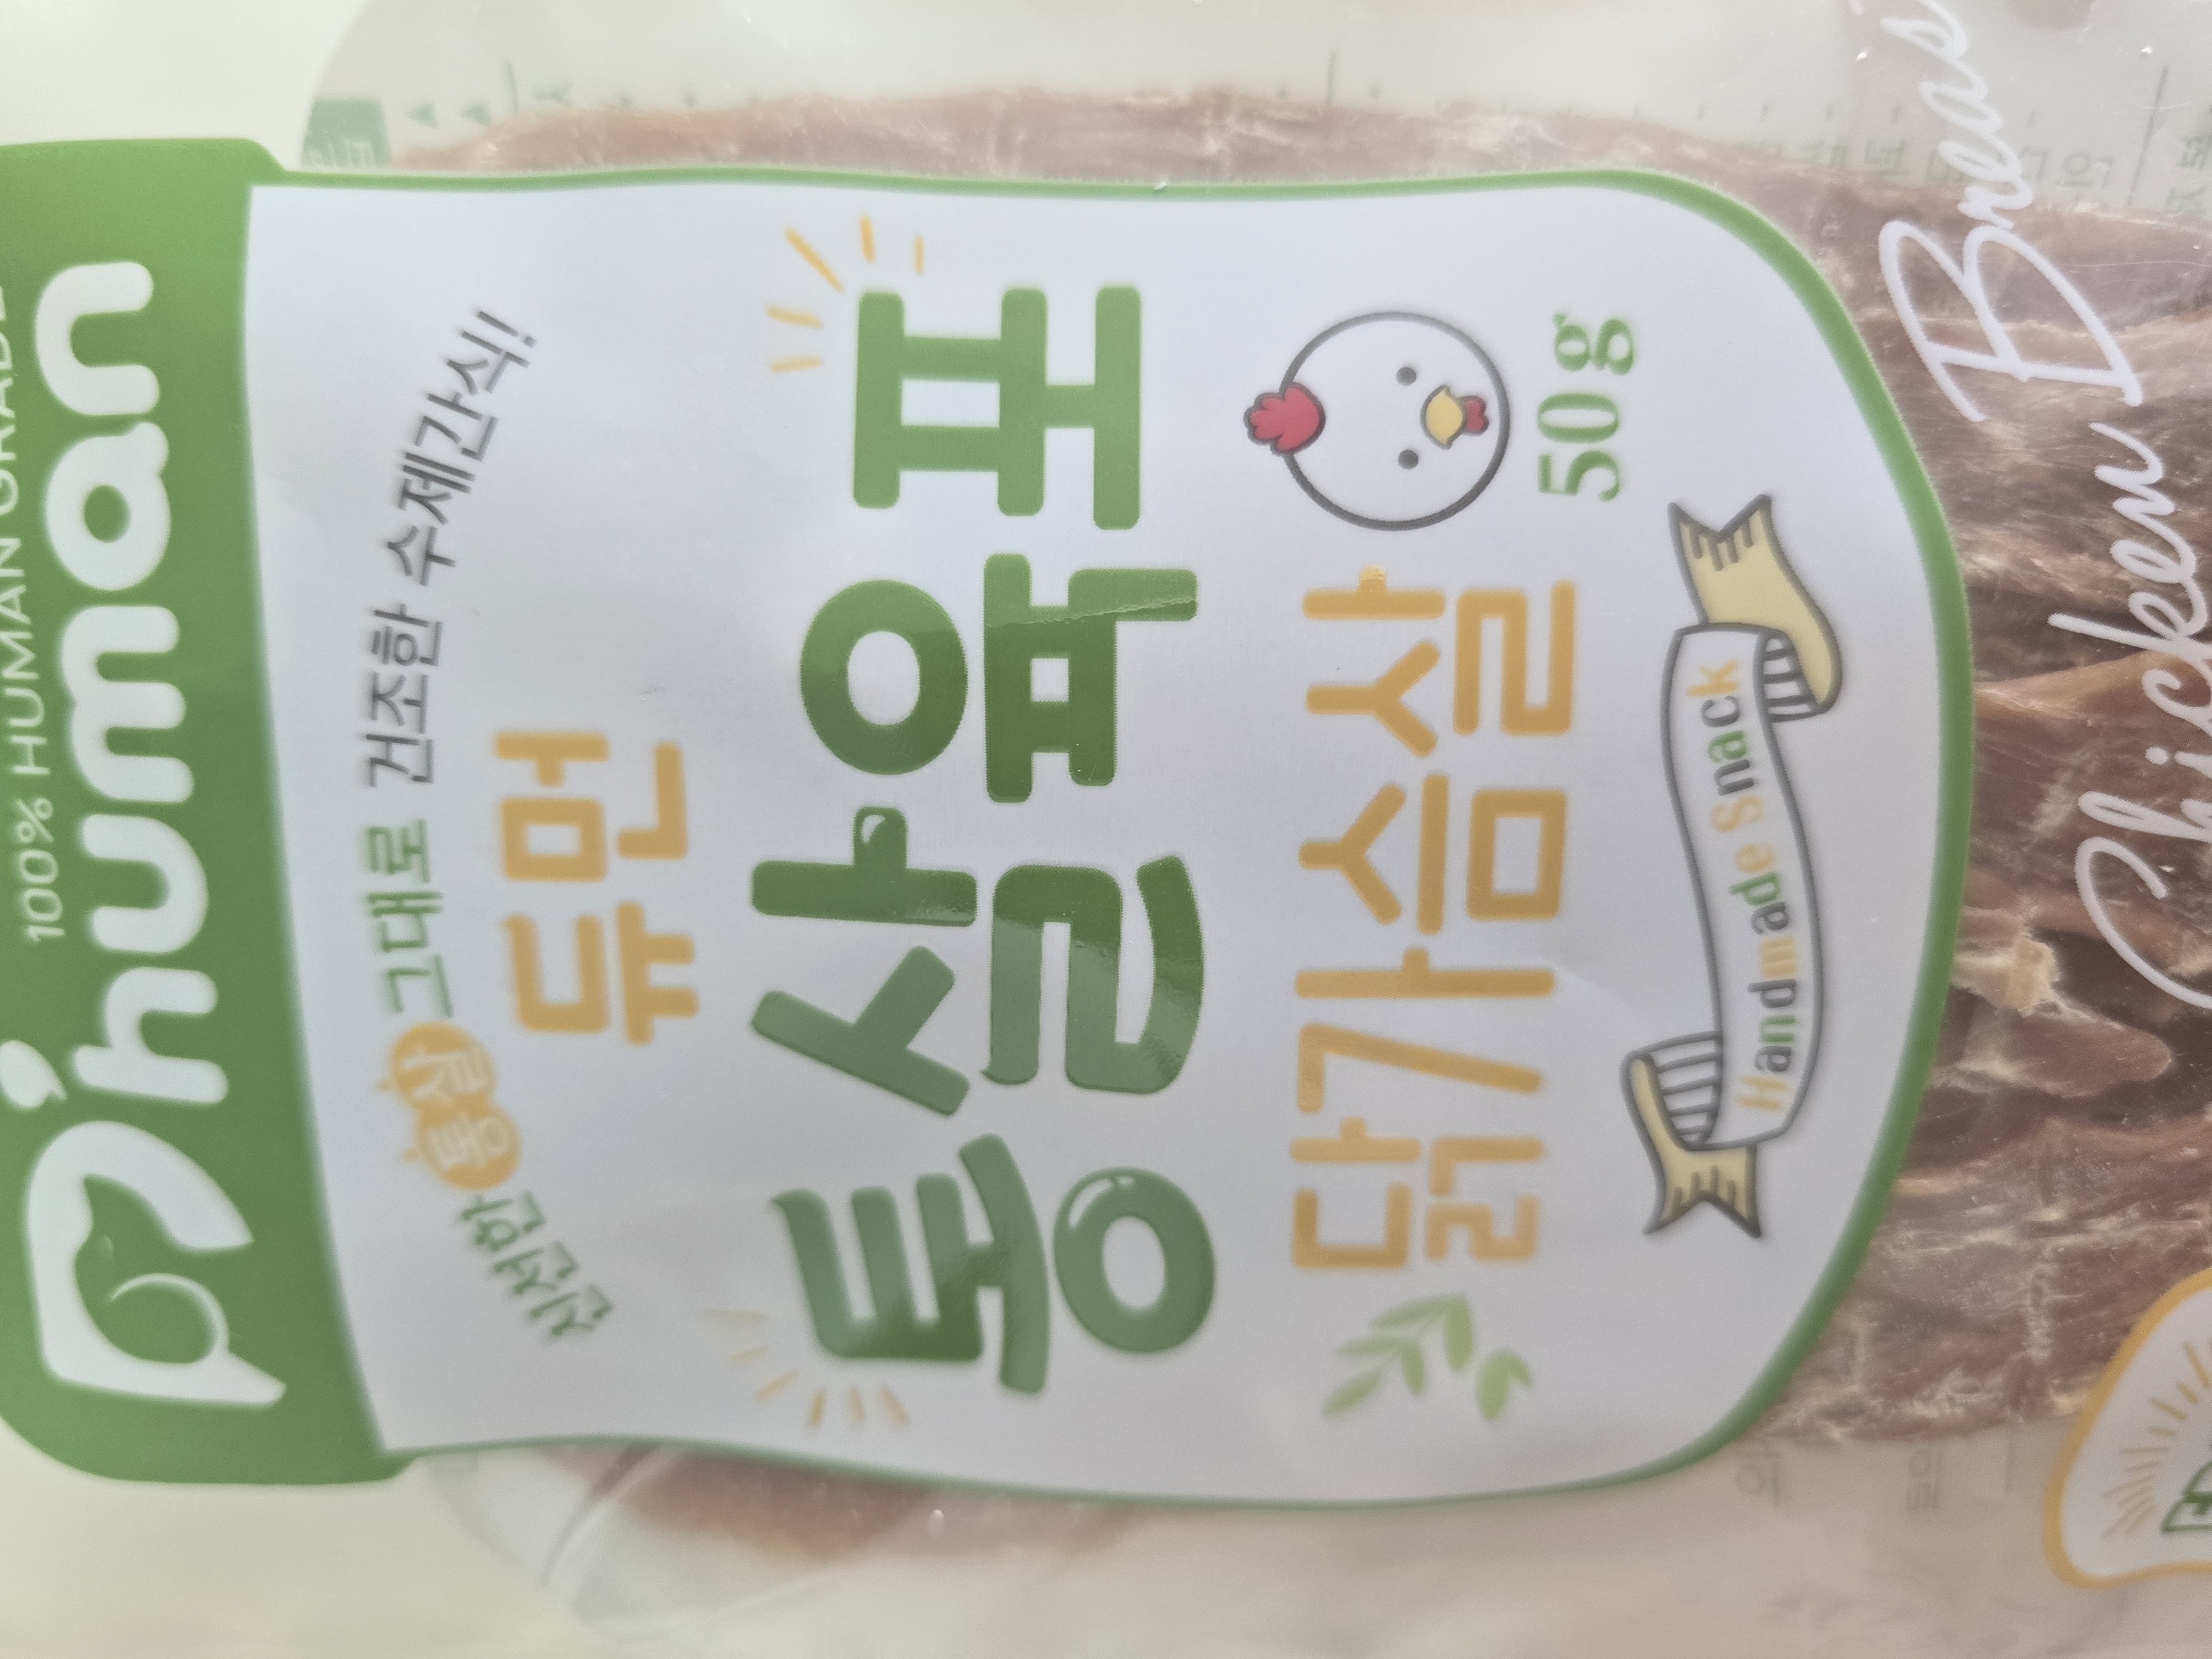 100% HUMAN GRADE
D'human
신선한 통살 그대로 건조한 수제간식!
듀먼
통살육포
닭가슴살
50g
Handmade Snack
Chicken Breas